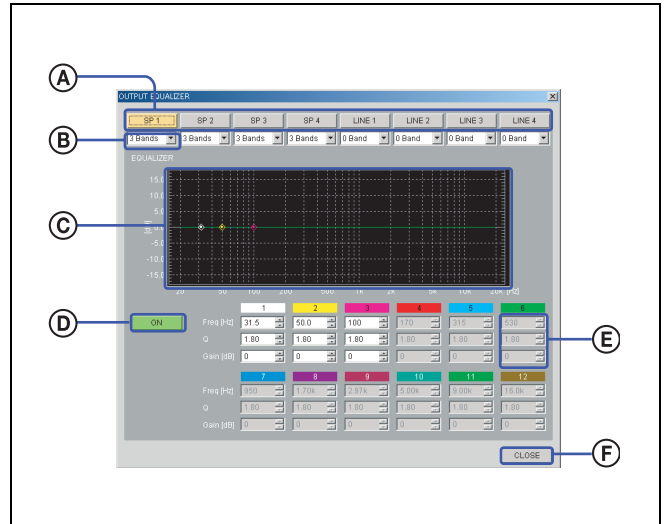 A
OUTPUT EQUALIZER
SP 1 SP 2 SP 3 SP 4 LINE 1 LINE 2 LINE 3 LINE 4
B
3 Bands 3 Bands 3 Bands 3 Bands 0 Band 0 Band 0 Band 0 Band
EQUALIZER
15.0
10.0
5.0
C
[dB] 0.0
-5.0
-10.0
-15.0
20 50 100 200 500 1k 2k 5k 10k 20k [Hz]
1 2 3 4 5 6
D
ON
Freq [Hz] 31.5 50.0 100 170 315 530
Q 1.80 1.80 1.80 1.80 1.80 1.80
E
Gain [dB] 0 0 0 0 0 0
7 8 9 10 11 12
Freq [Hz] 950 1.70k 2.97k 5.00k 9.00k 16.0k
Q 1.80 1.80 1.80 1.80 1.80 1.80
Gain [dB] 0 0 0 0 0 0
CLOSE
F